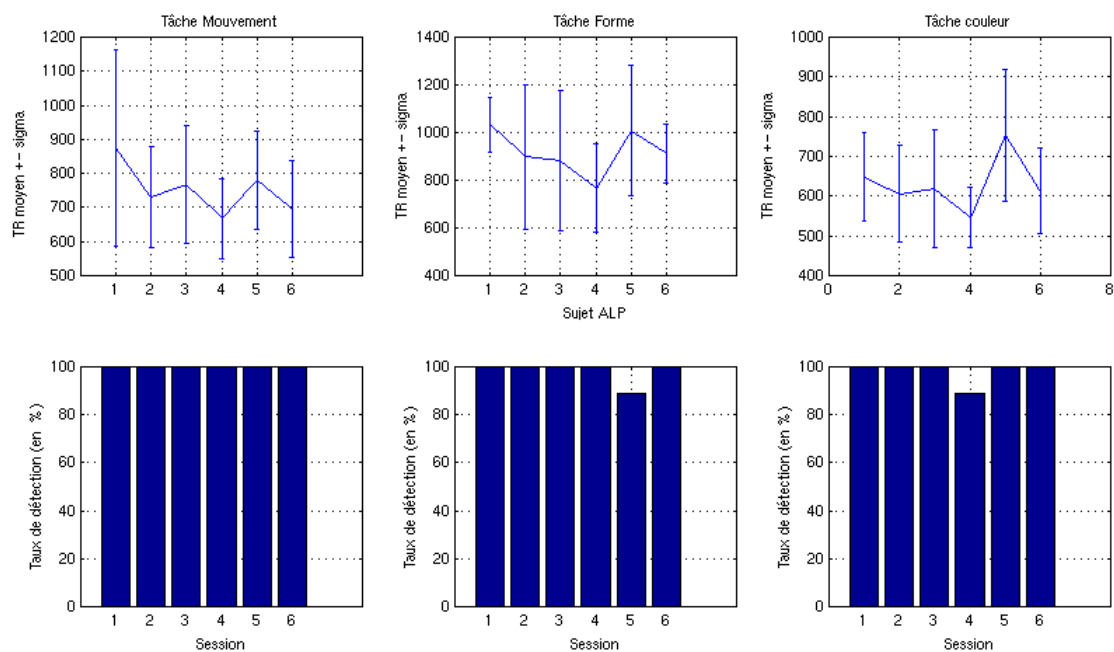 Tâche Mouvement
TR moyen +− sigma
1200
1100
1000
900
800
700
600
500
1 2 3 4 5 6
Tâche Forme
TR moyen +− sigma
1400
1200
1000
800
600
400
1 2 3 4 5 6
Sujet ALP
Tâche couleur
TR moyen +− sigma
1000
900
800
700
600
500
400
0 2 4 6 8
Taux de détection (en %)
100
80
60
40
20
0
1 2 3 4 5 6
Session
Taux de détection (en %)
100
80
60
40
20
0
1 2 3 4 5 6
Session
Taux de détection (en %)
100
80
60
40
20
0
1 2 3 4 5 6
Session